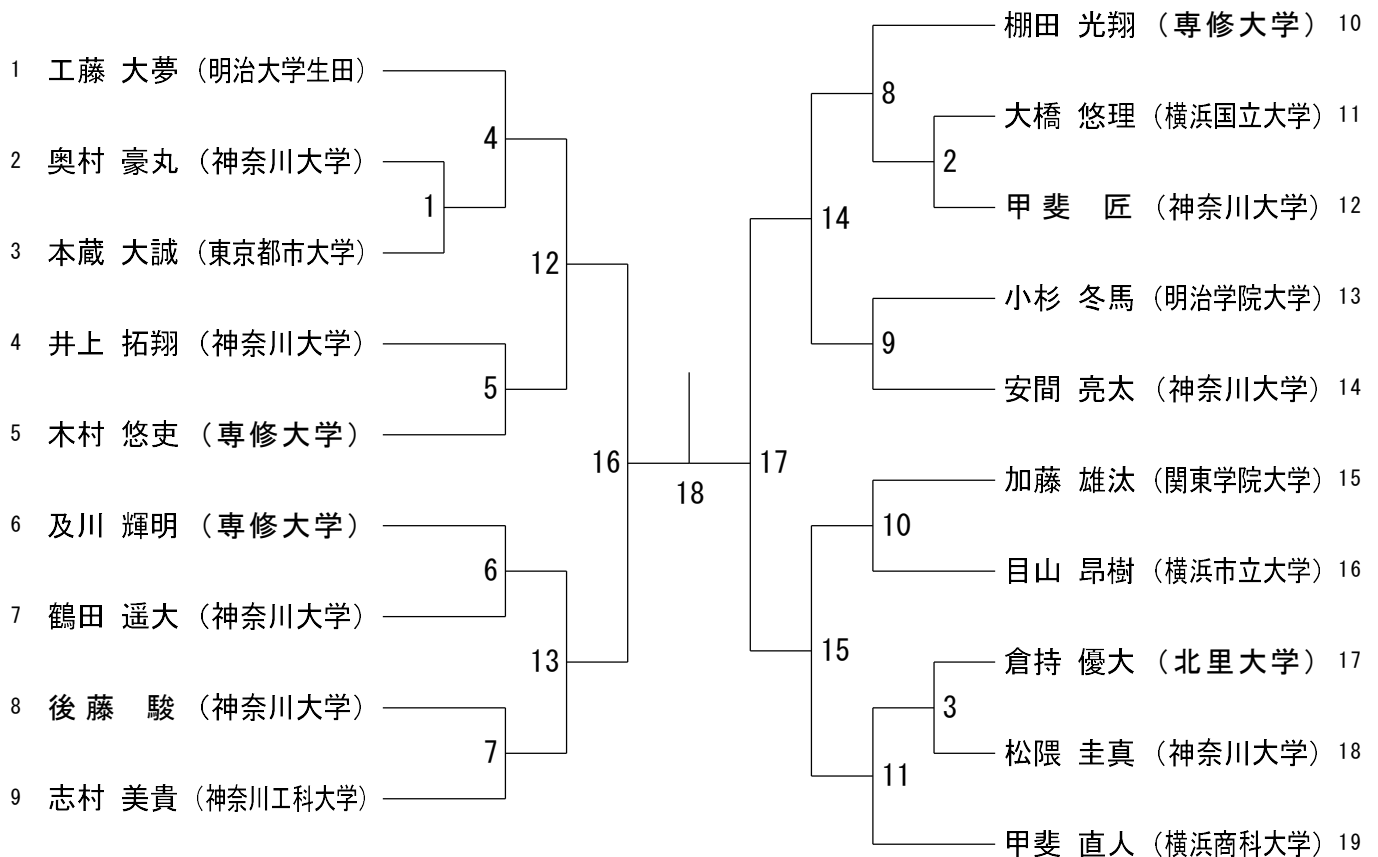 1 工藤 大夢 （明治大学生田）
2 奥村 豪丸 （神奈川大学）
3 本蔵 大誠 （東京都市大学）
4 井上 拓翔 （神奈川大学）
5 木村 悠吏 （専修大学）
6 及川 輝明 （専修大学）
7 鶴田 遥大 （神奈川大学）
8 後藤 駿 （神奈川大学）
9 志村 美貴 （神奈川工科大学）
4
1
12
5
16
6
13
7
18
8
2
14
9
17
10
15
3
11
棚田 光翔 （専修大学） 10
大橋 悠理 （横浜国立大学） 11
甲斐 匠 （神奈川大学） 12
小杉 冬馬 （明治学院大学） 13
安間 亮太 （神奈川大学） 14
加藤 雄汰 （関東学院大学） 15
目山 昂樹 （横浜市立大学） 16
倉持 優大 （北里大学） 17
松隈 圭真 （神奈川大学） 18
甲斐 直人 （横浜商科大学） 19